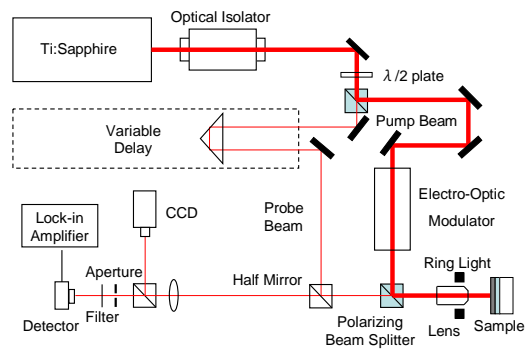 Optical Isolator
Ti:Sapphire
λ/2 plate
Pump Beam
Variable
Delay
Electro-Optic
Modulator
CCD
Probe
Beam
Lock-in
Amplifier
Aperture
Half Mirror
Ring Light
Filter
Detector
Polarizing
Beam Splitter
Lens
Sample